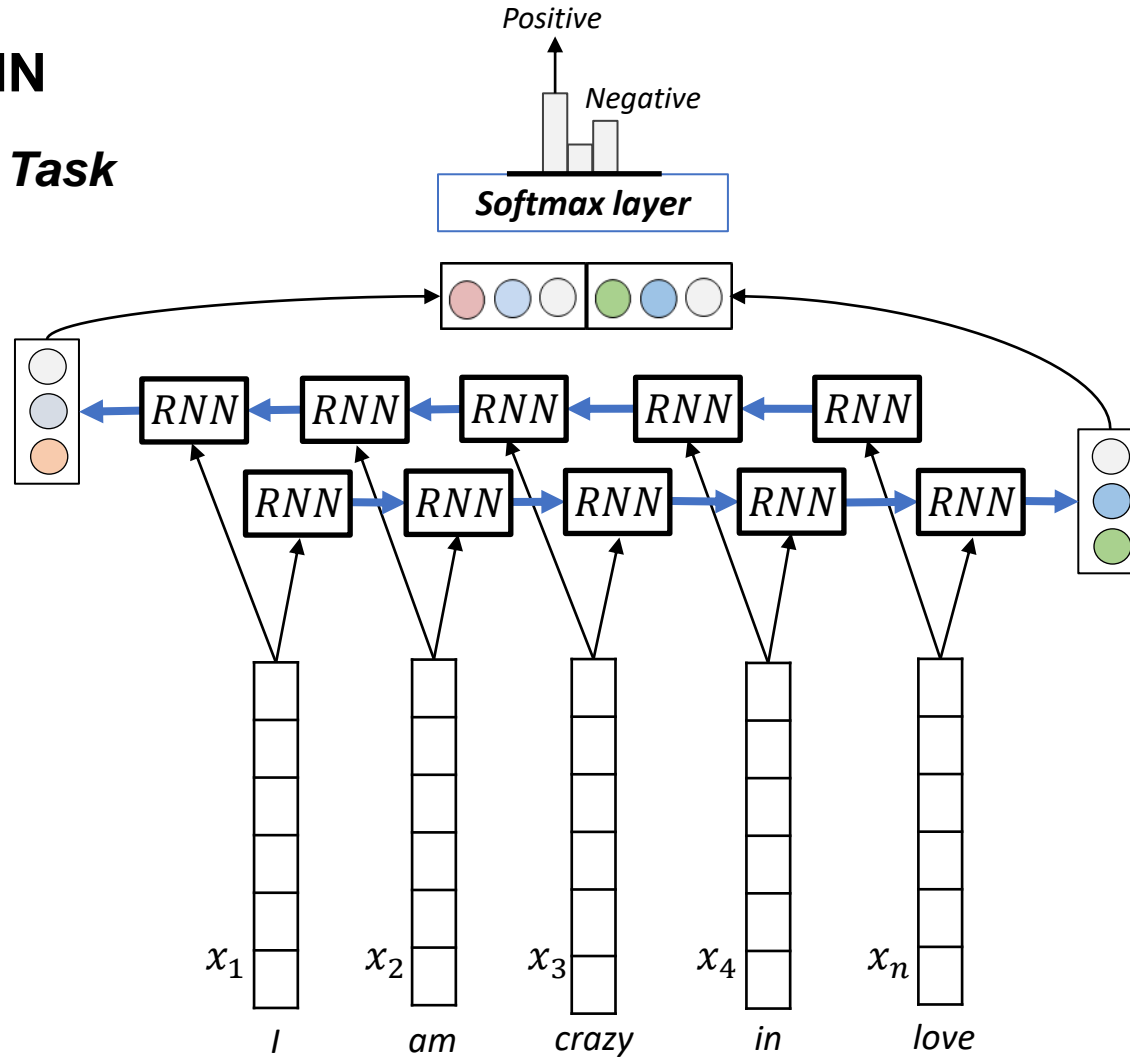 Positive
NN
Negative
Task
Softmax layer
RNN RNN RNN RNN RNN
RNN RNN RNN RNN RNN
x₁ x₂ x₃ x₄ xₙ
I am crazy in love